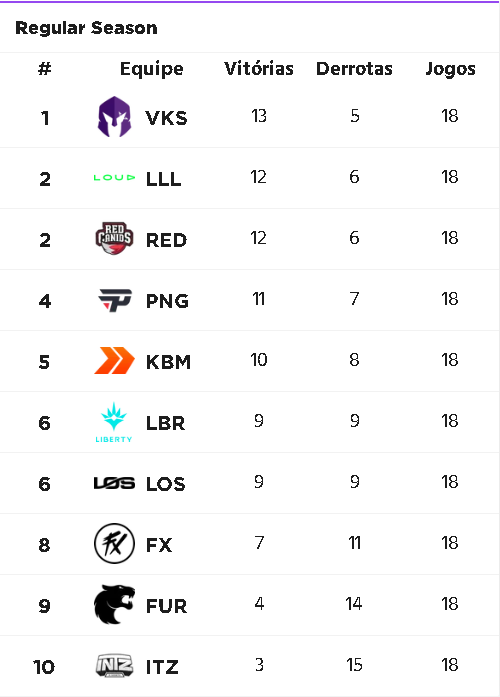 Regular Season
# Equipe Vitórias Derrotas Jogos
1 VKS 13 5 18
2 LOUD LLL 12 6 18
2 RED CANIDS RED 12 6 18
4 PNG 11 7 18
5 KBM 10 8 18
6 LIBERTY LBR 9 9 18
6 LOS LOS 9 9 18
8 FX FX 7 11 18
9 FUR 4 14 18
10 INTZ ITZ 3 15 18